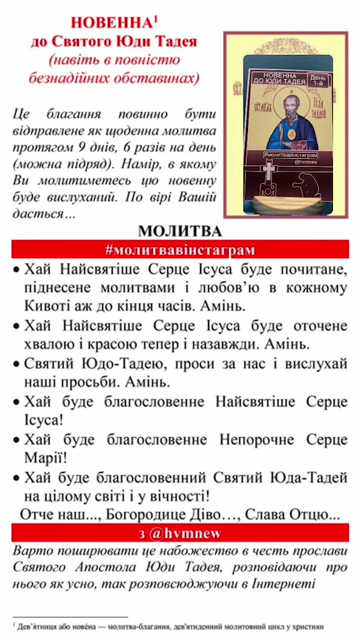 НОВЕННА¹
до Святого Юди Тадея
(навіть в повністю
безнадійних обставинах)
НОВЕННА
ДО ЮДИ ТАДЕЯ
День
1-й
#молитвавінстаграм
@hvmnew
Це благання повинно бути
відправлене як щоденна молитва
протягом 9 днів, 6 разів на день
(можна підряд). Намір, в якому
Ви молитиметесь цю новенну
буде вислуханий. По вірі Вашій
дасться…
МОЛИТВА
#молитвавінстаграм
• Хай Найсвятіше Серце Ісуса буде почитане,
піднесене молитвами і любов’ю в кожному
Кивоті аж до кінця часів. Амінь.
• Хай Найсвятіше Серце Ісуса буде оточене
хвалою і красою тепер і назавжди. Амінь.
• Святий Юдо-Тадею, проси за нас і вислухай
наші просьби. Амінь.
• Хай буде благословенне Найсвятіше Серце
Ісуса!
• Хай буде благословенне Непорочне Серце
Марії!
• Хай буде благословенний Святий Юда-Тадей
на цілому світі і у вічності!
Отче наш..., Богородице Діво…, Слава Отцю...
з @hvmnew
Варто поширювати це набожество в честь прослави
Святого Апостола Юди Тадея, розповідаючи про
нього як усно, так розповсюджуючи в Інтернеті
¹ Дев’ятниця або нове́на — молитва-благання, дев'ятиденний молитовний цикл у християн